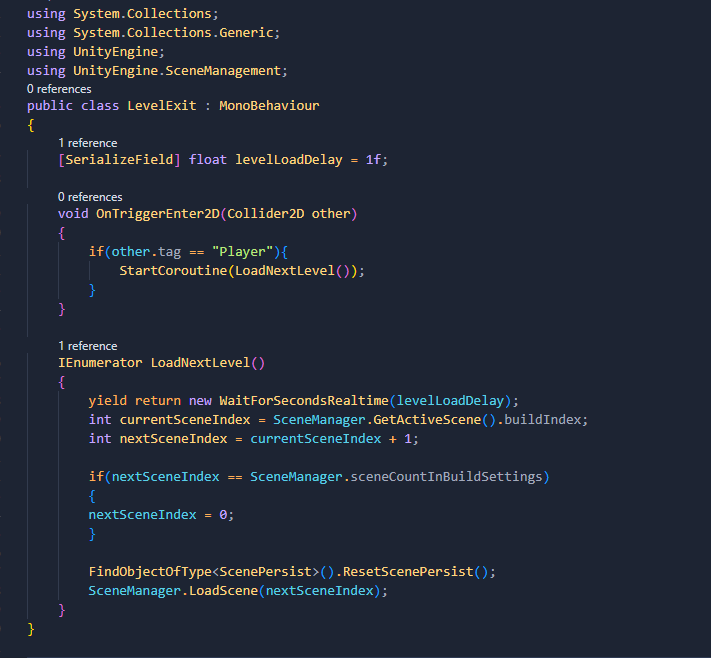 using System.Collections;
using System.Collections.Generic;
using UnityEngine;
using UnityEngine.SceneManagement;
0 references
public class LevelExit : MonoBehaviour
{
1 reference
[SerializeField] float levelLoadDelay = 1f;
0 references
void OnTriggerEnter2D(Collider2D other)
{
if(other.tag == "Player"){
StartCoroutine(LoadNextLevel());
}
}
1 reference
IEnumerator LoadNextLevel()
{
yield return new WaitForSecondsRealtime(levelLoadDelay);
int currentSceneIndex = SceneManager.GetActiveScene().buildIndex;
int nextSceneIndex = currentSceneIndex + 1;
if(nextSceneIndex == SceneManager.sceneCountInBuildSettings)
{
nextSceneIndex = 0;
}
FindObjectOfType<ScenePersist>().ResetScenePersist();
SceneManager.LoadScene(nextSceneIndex);
}
}